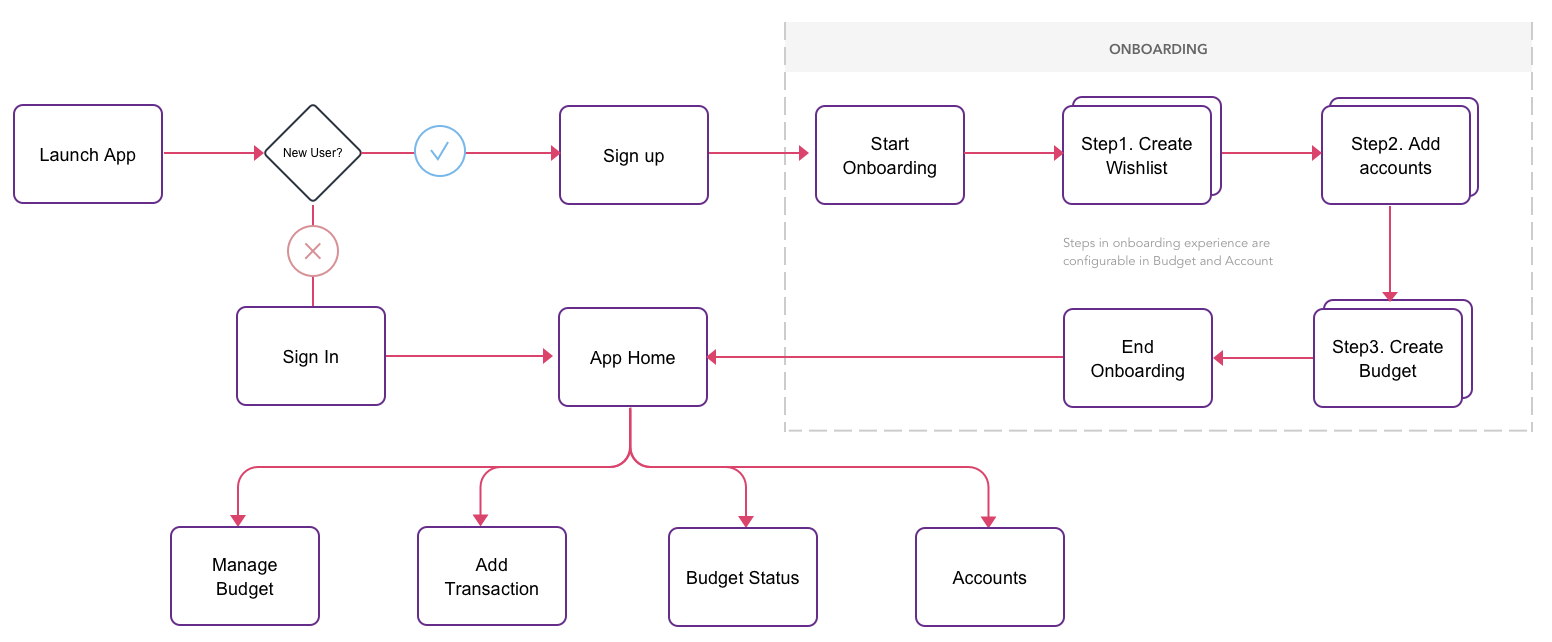 ONBOARDING
Launch App
New User?
Sign up
Start
Onboarding
Step1. Create
Wishlist
Step2. Add
accounts
Steps in onboarding experience are
configurable in Budget and Account
Sign In
App Home
End
Onboarding
Step3. Create
Budget
Manage
Budget
Add
Transaction
Budget Status
Accounts